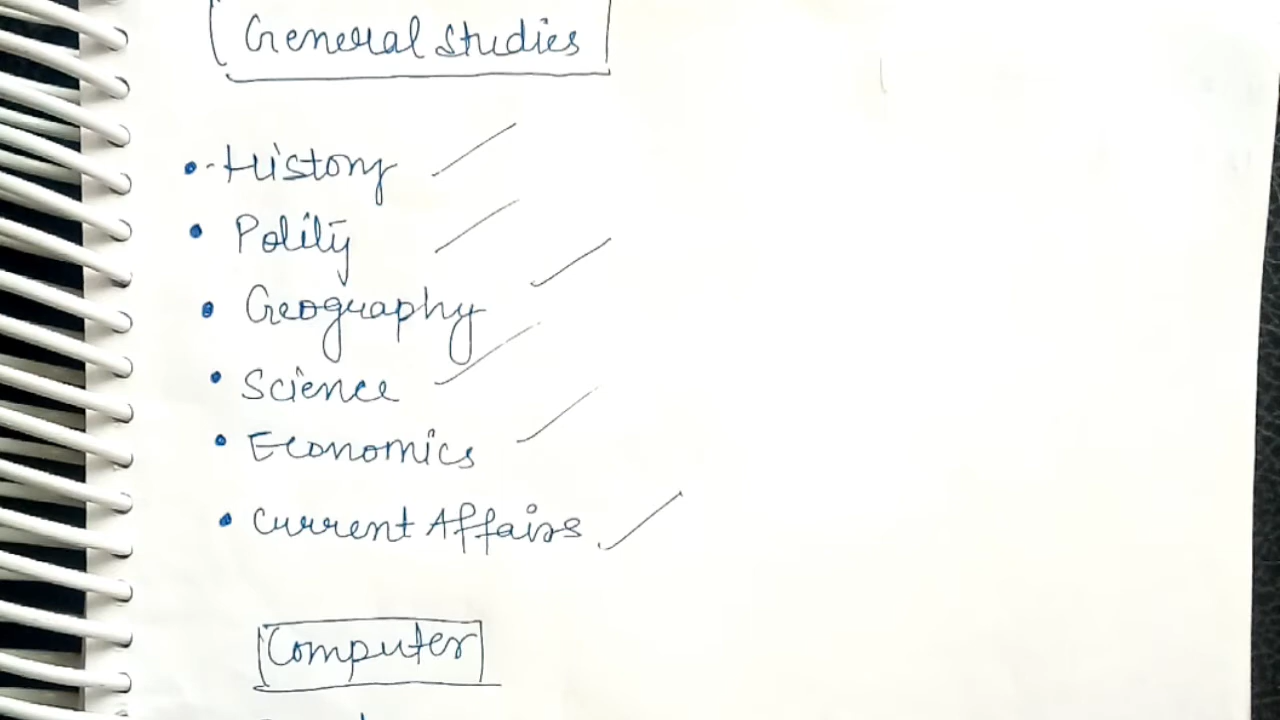 General Studies
• History
• Polity
• Geography
• Science
• Economics
• Current Affairs
Computer